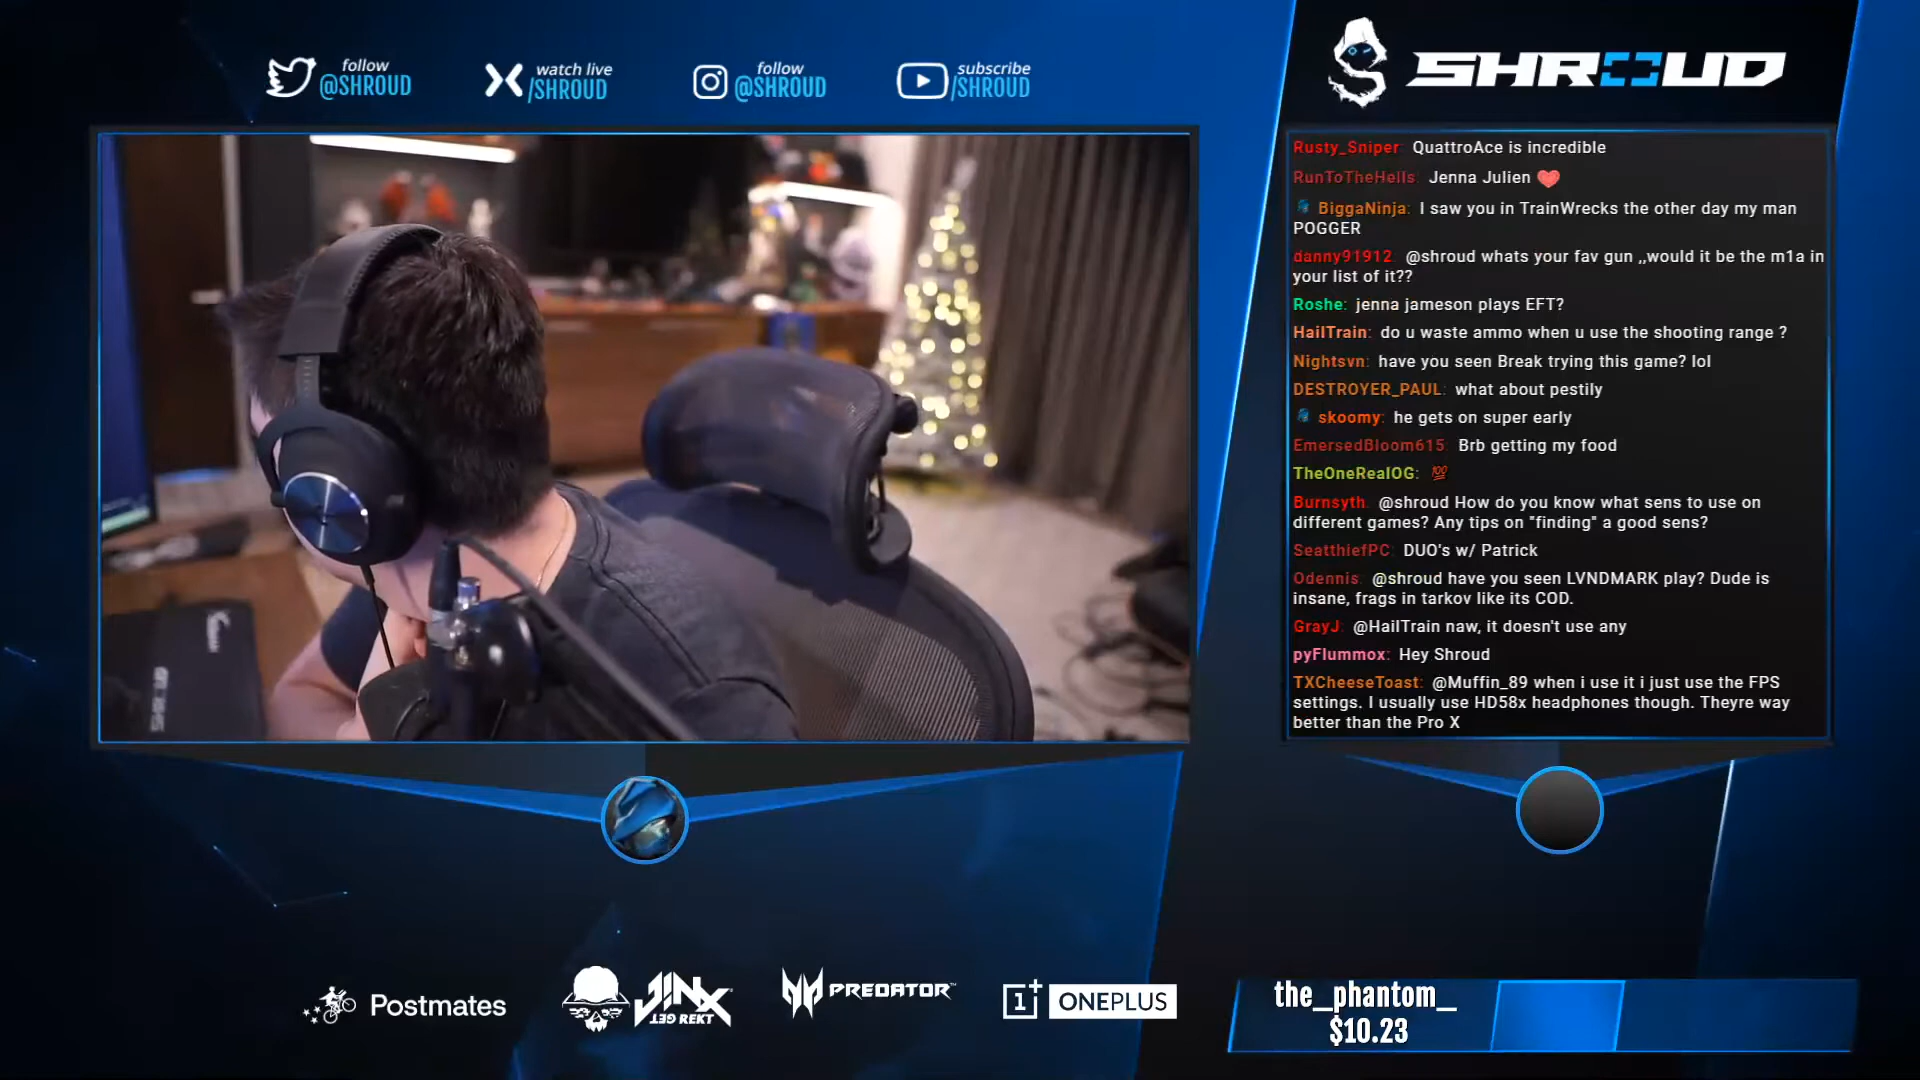 follow
@SHROUD
watch live
/SHROUD
follow
@SHROUD
subscribe
/SHROUD
SHROUD
Rusty_Sniper: QuattroAce is incredible
RunToTheHells: Jenna Julien
BiggaNinja: I saw you in TrainWrecks the other day my man
POGGER
danny91912: @shroud whats your fav gun ,,would it be the m1a in
your list of it??
Roshe: jenna jameson plays EFT?
HailTrain: do u waste ammo when u use the shooting range ?
Nightsvn: have you seen Break trying this game? lol
DESTROYER_PAUL: what about pestily
skoomy: he gets on super early
EmersedBloom615: Brb getting my food
TheOneRealOG: 💯
Burnsyth: @shroud How do you know what sens to use on
different games? Any tips on "finding" a good sens?
SeatthiefPC: DUO's w/ Patrick
Odennis: @shroud have you seen LVNDMARK play? Dude is
insane, frags in tarkov like its COD.
GrayJ: @HailTrain naw, it doesn't use any
pyFlummox: Hey Shroud
TXCheeseToast: @Muffin_89 when i use it i just use the FPS
settings. I usually use HD58x headphones though. Theyre way
better than the Pro X
Postmates
JINX
GET REKT
PREDATOR
1+ ONEPLUS
the__phantom__
$10.23